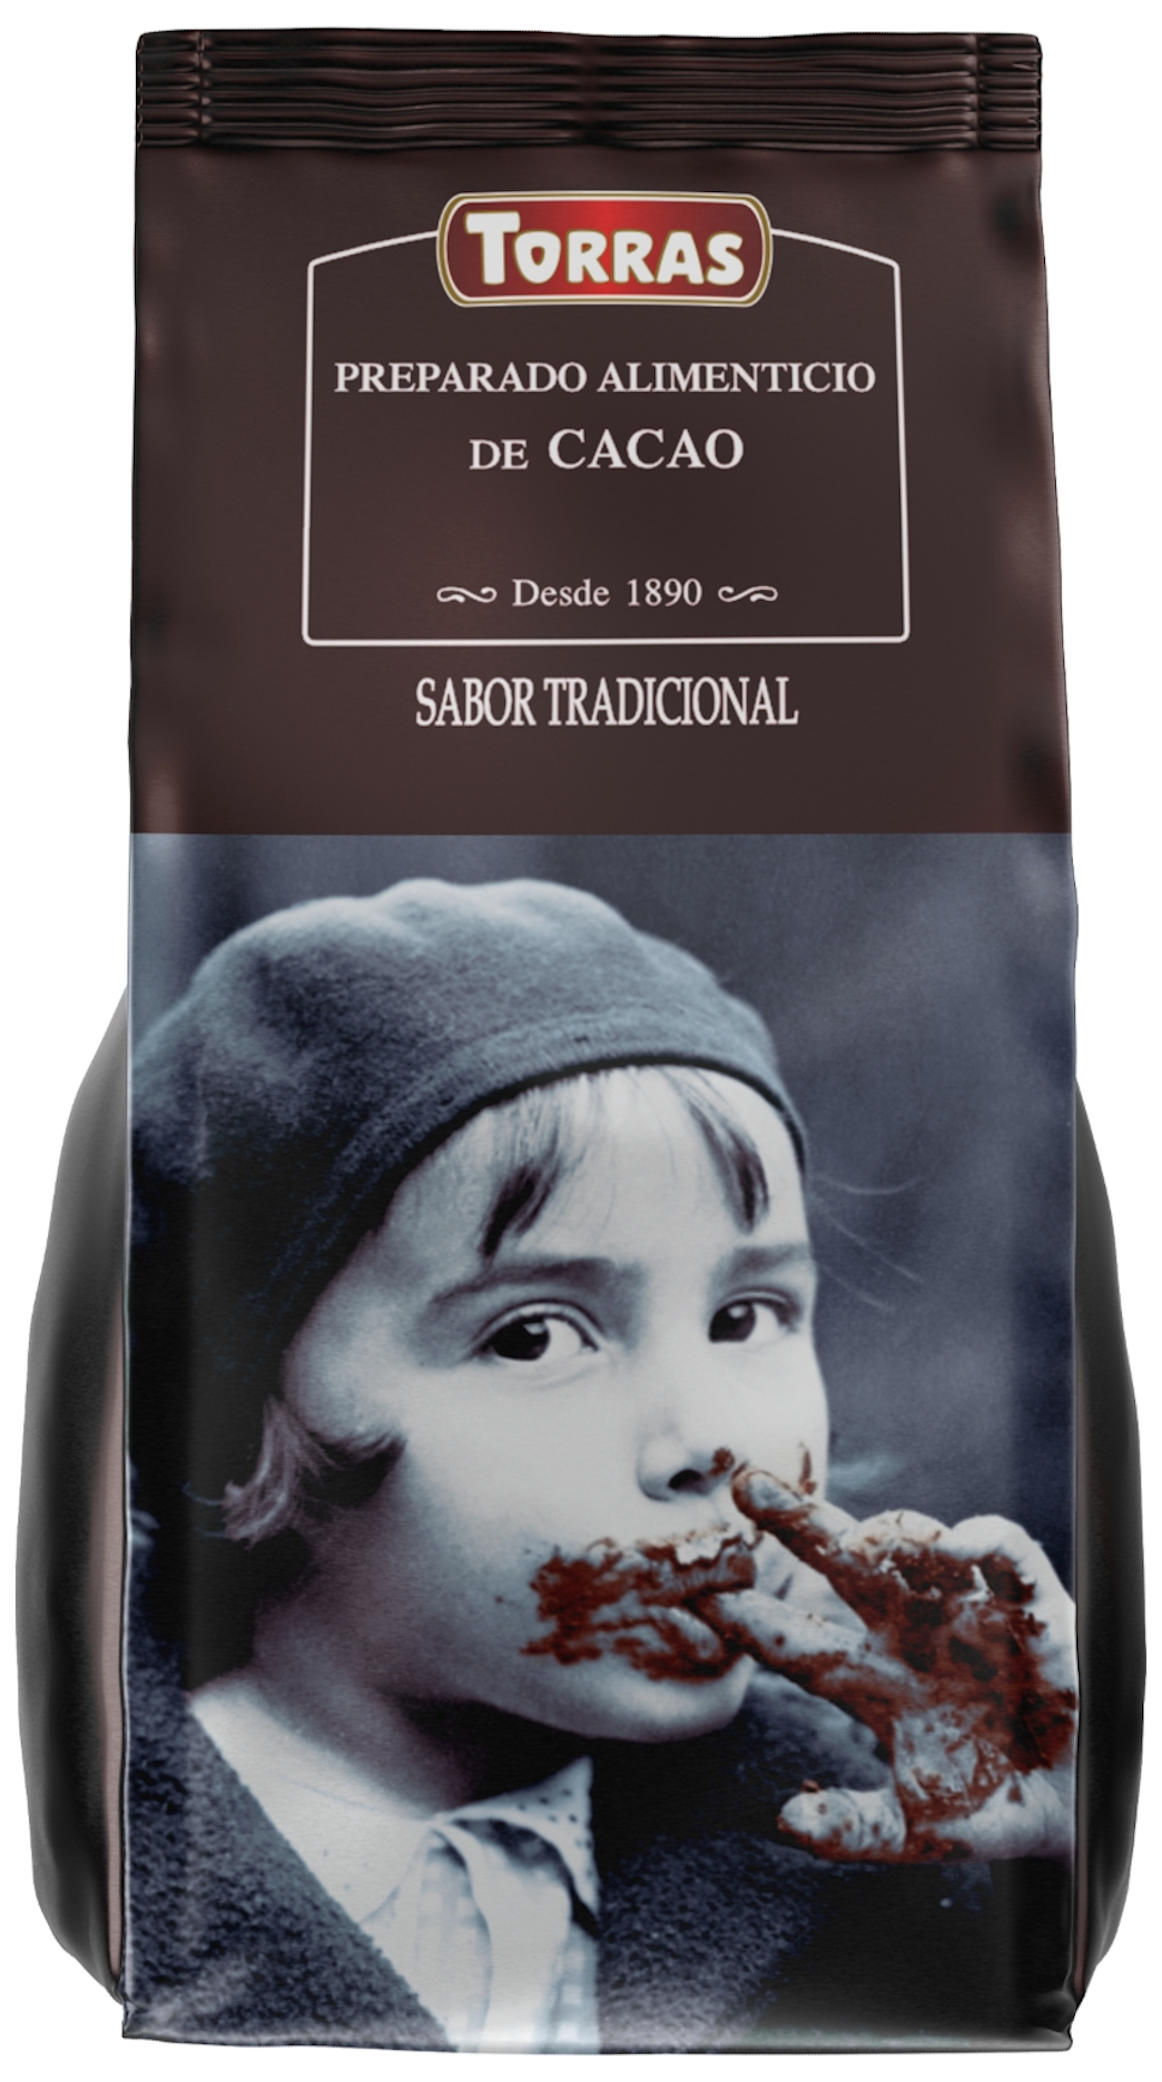 TORRAS
PREPARADO ALIMENTICIO
DE CACAO
Desde 1890
SABOR TRADICIONAL